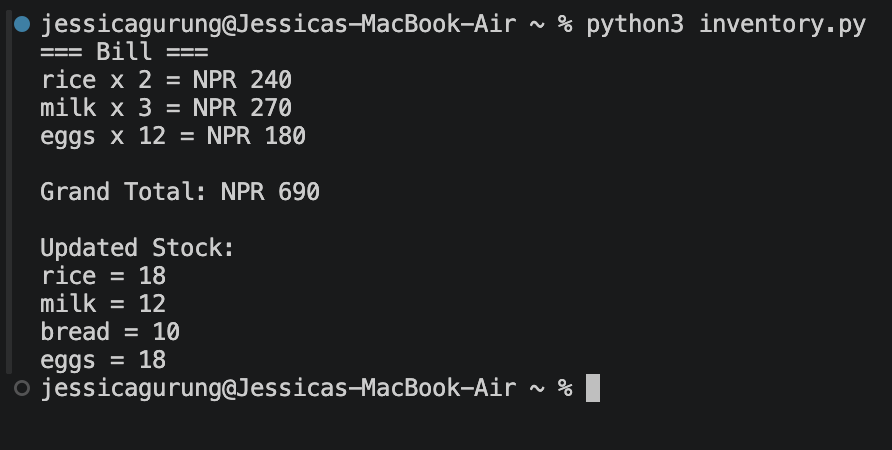 jessicagurung@Jessicas-MacBook-Air ~ % python3 inventory.py
=== Bill ===
rice x 2 = NPR 240
milk x 3 = NPR 270
eggs x 12 = NPR 180

Grand Total: NPR 690

Updated Stock:
rice = 18
milk = 12
bread = 10
eggs = 18
jessicagurung@Jessicas-MacBook-Air ~ %